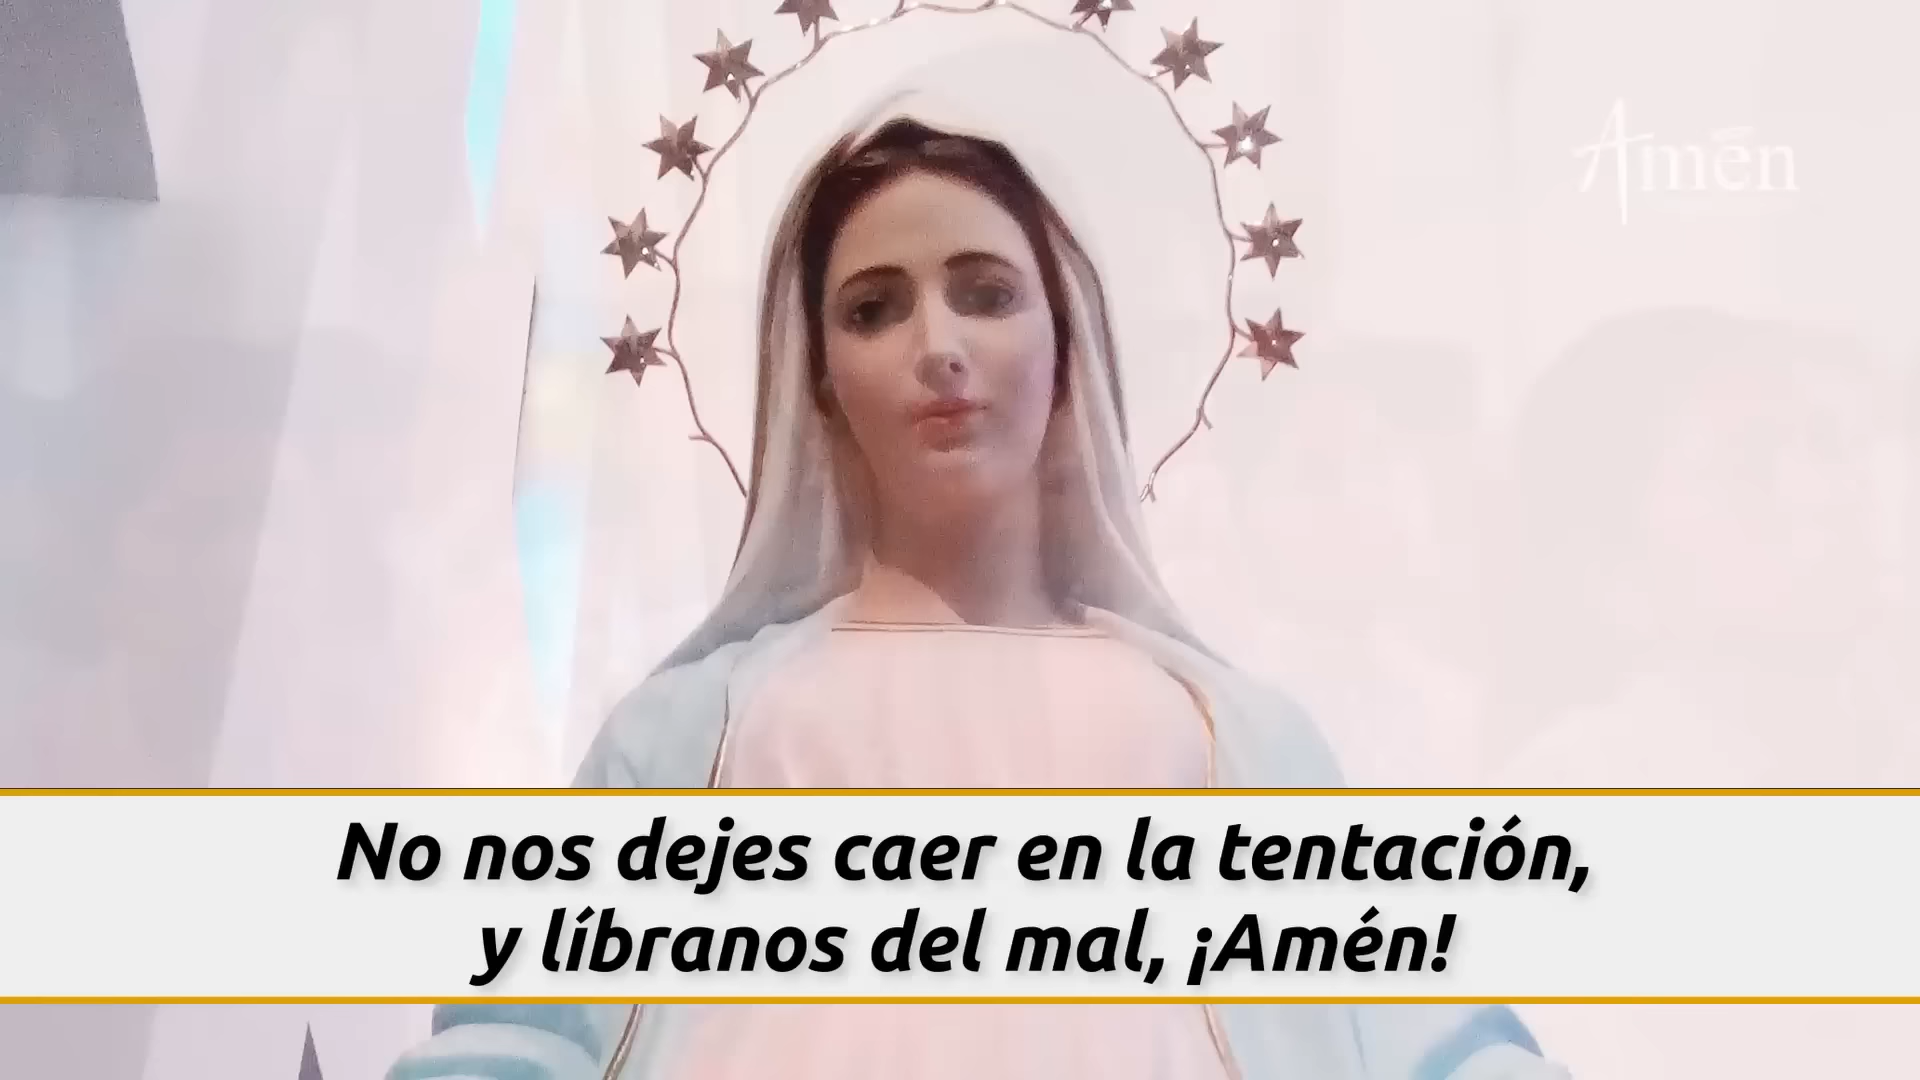 Amén
No nos dejes caer en la tentación,
y líbranos del mal, ¡Amén!